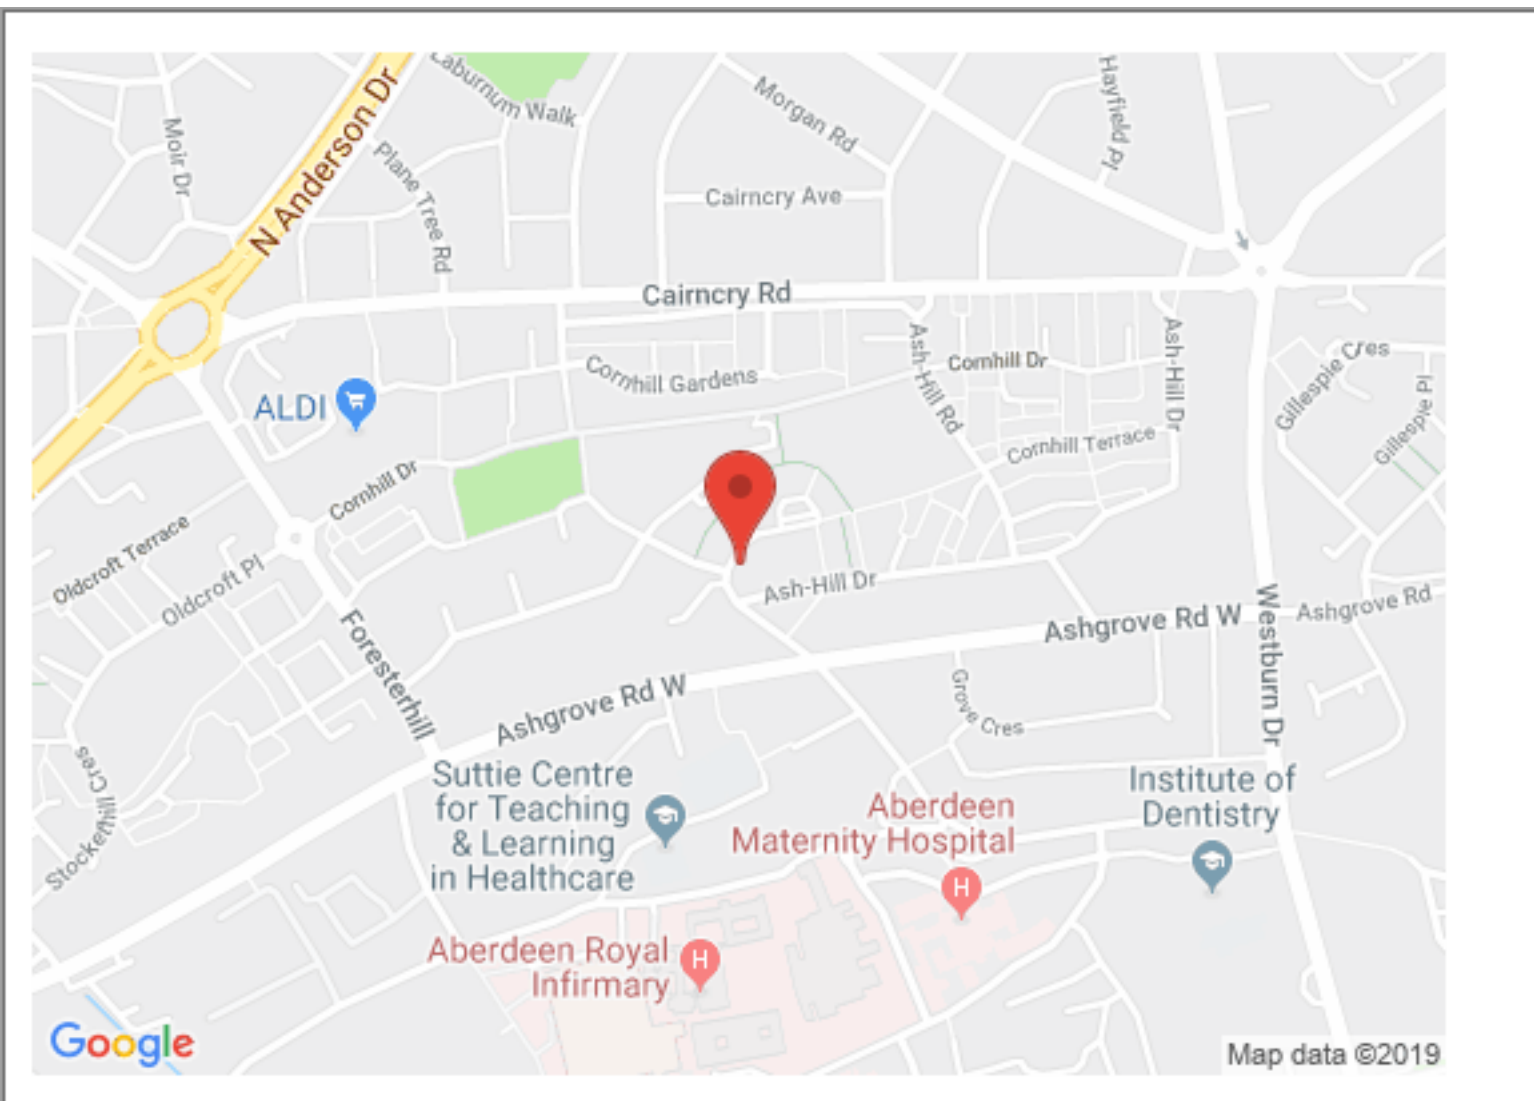 Laburnum Walk
Morgan Rd
Hayfield Pl
Moir Dr
N Anderson Dr
Plane Tree Rd
Cairncry Ave
Cairncry Rd
Ash-Hill Rd
Cornhill Dr
Ash-Hill Dr
Gillespie Cres
Cornhill Gardens
Gillespie Pl
ALDI
Cornhill Terrace
Cornhill Dr
Oldcroft Terrace
Oldcroft Pl
Ash-Hill Dr
Ashgrove Rd W
Westburn Dr
Ashgrove Rd
Foresterhill
Ashgrove Rd W
Grove Cres
Stockethill Cres
Suttie Centre
for Teaching
& Learning
in Healthcare
Institute of
Dentistry
Aberdeen
Maternity Hospital
H
Aberdeen Royal
Infirmary
H
Google
Map data ©2019